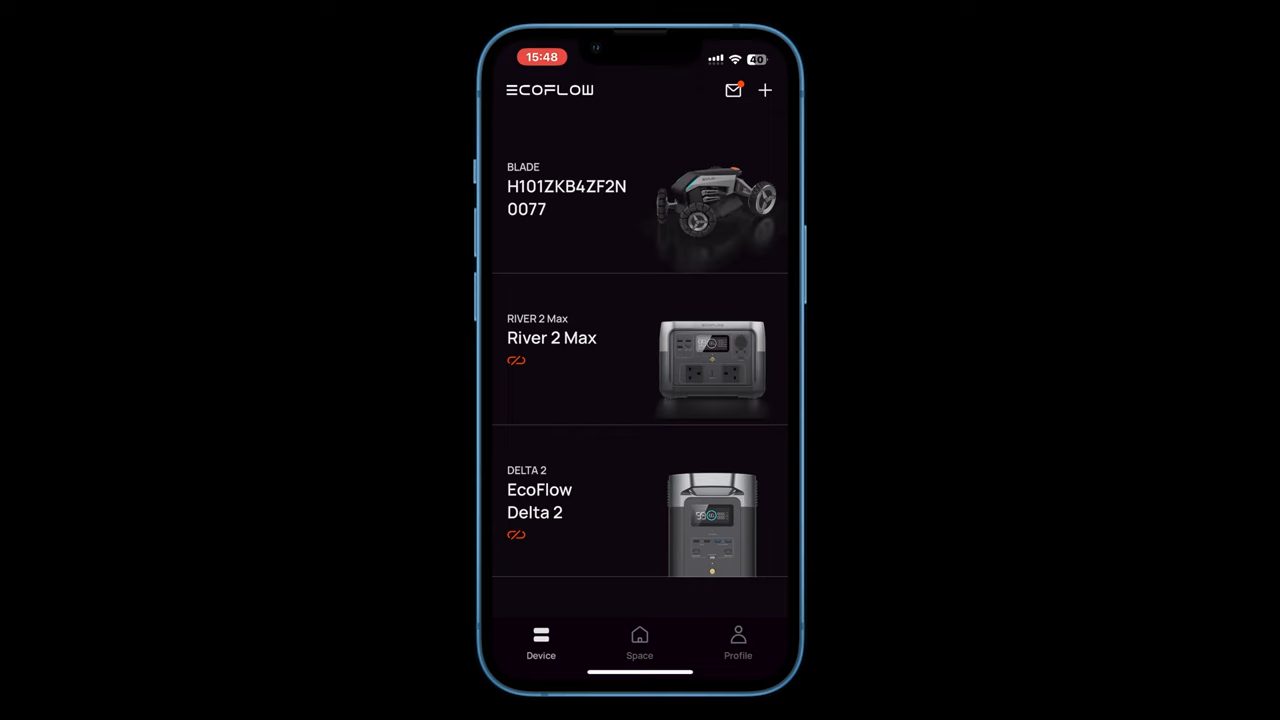 15:48
40
ECOFLOW
BLADE
H101ZKB4ZF2N
0077
RIVER 2 Max
River 2 Max
DELTA 2
EcoFlow
Delta 2
99
Device
Space
Profile